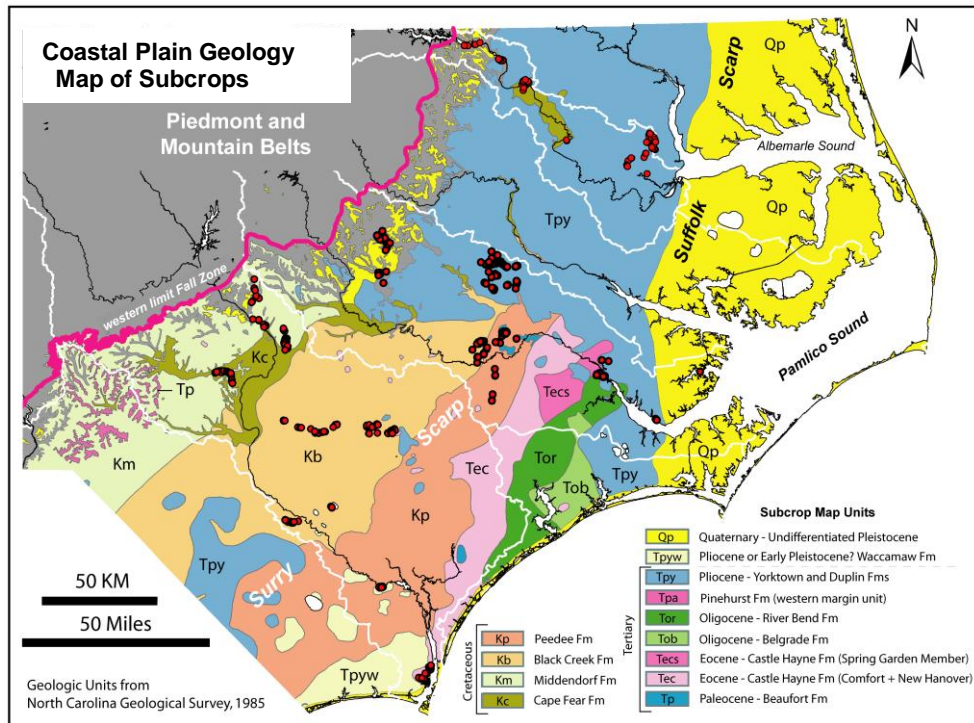 Coastal Plain Geology
Map of Subcrops
Piedmont and
Mountain Belts
N
Scarp
Qp
Albemarle Sound
Suffolk
Qp
Tpy
western limit Fall Zone
Kc
Tp
Pamlico Sound
Tecs
Scarp
Km
Kb
Tec
Tor
Tob
Tpy
Qp
Kp
Tpy
Surry
Tpyw
50 KM
50 Miles
Geologic Units from
North Carolina Geological Survey, 1985
Cretaceous
Kp Peedee Fm
Kb Black Creek Fm
Km Middendorf Fm
Kc Cape Fear Fm
Subcrop Map Units
Qp Quaternary - Undifferentiated Pleistocene
Tpyw Pliocene or Early Pleistocene? Waccamaw Fm
Tertiary
Tpy Pliocene - Yorktown and Duplin Fms
Tpa Pinehurst Fm (western margin unit)
Tor Oligocene - River Bend Fm
Tob Oligocene - Belgrade Fm
Tecs Eocene - Castle Hayne Fm (Spring Garden Member)
Tec Eocene - Castle Hayne Fm (Comfort + New Hanover)
Tp Paleocene - Beaufort Fm